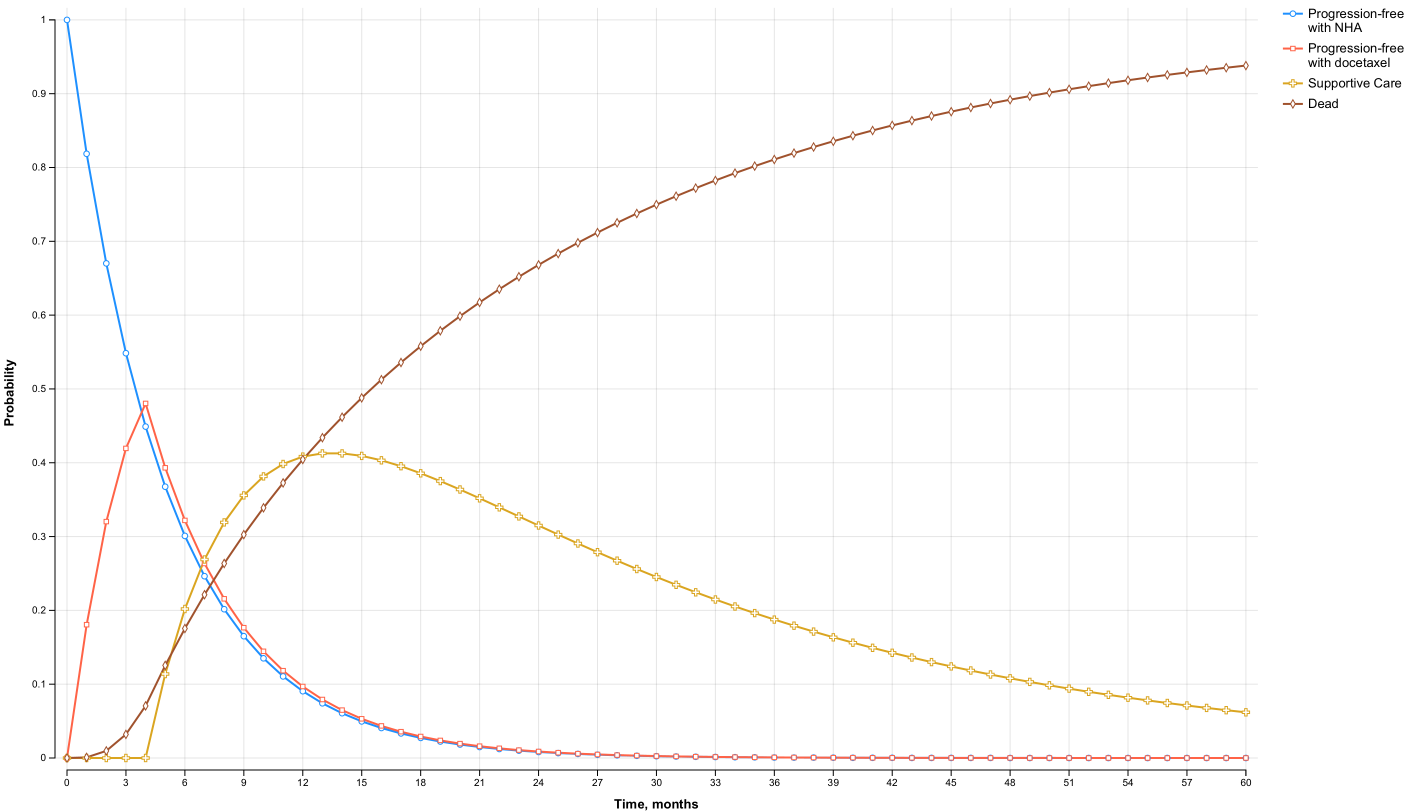 Progression-free
with NHA
Progression-free
with docetaxel
Supportive Care
Dead
1
0.9
0.8
0.7
0.6
0.5
0.4
0.3
0.2
0.1
0
Probability
0 3 6 9 12 15 18 21 24 27 30 33 36 39 42 45 48 51 54 57 60
Time, months